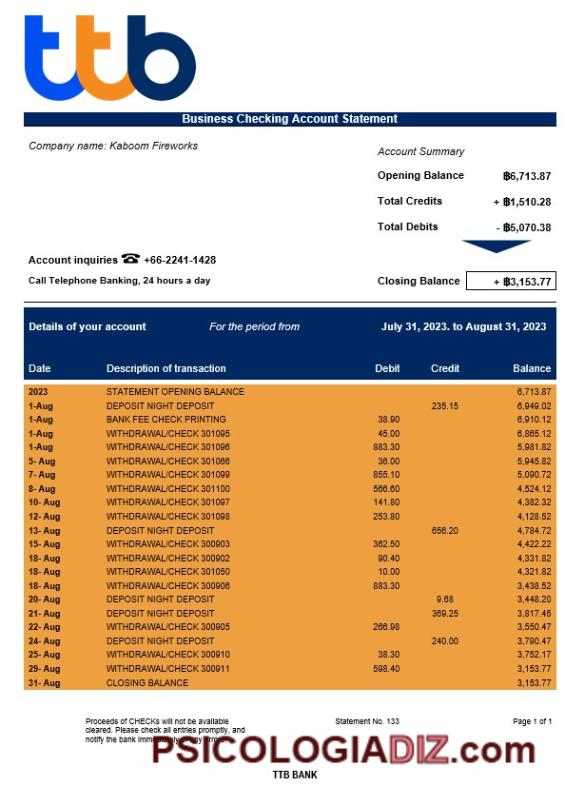 ttb
Business Checking Account Statement
Company name: Kaboom Fireworks
Account Summary
Opening Balance ฿6,713.87
Total Credits + ฿1,510.28
Total Debits - ฿5,070.38
Account inquiries ☎ +66-2241-1428
Call Telephone Banking, 24 hours a day
Closing Balance + ฿3,153.77
Details of your account For the period from July 31, 2023. to August 31, 2023
Date Description of transaction Debit Credit Balance
2023 STATEMENT OPENING BALANCE 6,713.87
1-Aug DEPOSIT NIGHT DEPOSIT 235.15 6,949.02
1-Aug BANK FEE CHECK PRINTING 38.90 6,910.12
1-Aug WITHDRAWAL/CHECK 301095 45.00 6,865.12
1-Aug WITHDRAWAL/CHECK 301096 883.30 5,981.82
5- Aug WITHDRAWAL/CHECK 301066 36.00 5,945.82
7- Aug WITHDRAWAL/CHECK 301099 855.10 5,090.72
8- Aug WITHDRAWAL/CHECK 301100 566.60 4,524.12
10- Aug WITHDRAWAL/CHECK 301097 141.80 4,382.32
12- Aug WITHDRAWAL/CHECK 301098 253.80 4,128.52
13- Aug DEPOSIT NIGHT DEPOSIT 656.20 4,784.72
15- Aug WITHDRAWAL/CHECK 300903 362.50 4,422.22
18- Aug WITHDRAWAL/CHECK 300902 90.40 4,331.82
18- Aug WITHDRAWAL/CHECK 301050 10.00 4,321.82
18- Aug WITHDRAWAL/CHECK 300906 883.30 3,438.52
20- Aug DEPOSIT NIGHT DEPOSIT 9.68 3,448.20
21- Aug DEPOSIT NIGHT DEPOSIT 369.25 3,817.45
22- Aug WITHDRAWAL/CHECK 300905 266.98 3,550.47
24- Aug DEPOSIT NIGHT DEPOSIT 240.00 3,790.47
25- Aug WITHDRAWAL/CHECK 300910 38.30 3,752.17
29- Aug WITHDRAWAL/CHECK 300911 598.40 3,153.77
31- Aug CLOSING BALANCE 3,153.77
Proceeds of CHECKs will not be available Statement No. 133 Page 1 of 1
cleared. Please check all entries promptly, and
notify the bank
PSICOLOGIADIZ.com
TTB BANK